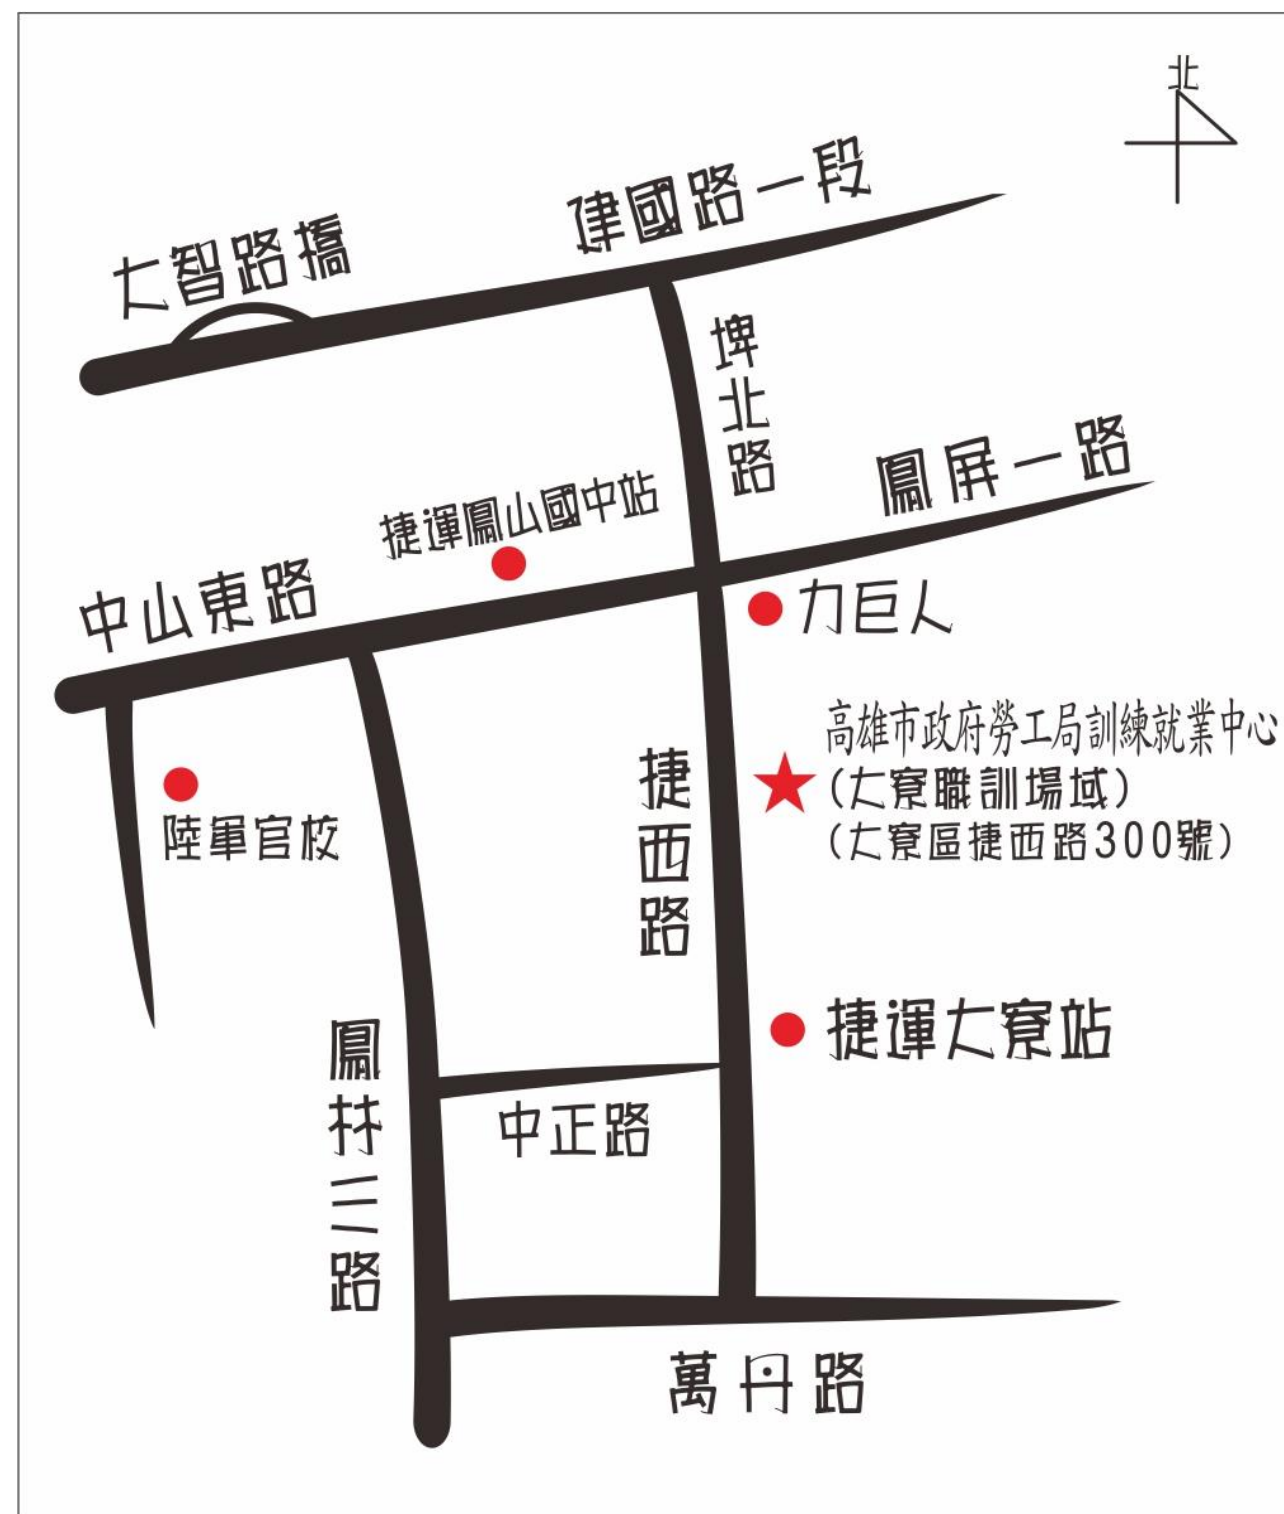 北
建國路一段
大智路橋
埤北路
鳳屏一路
捷運鳳山國中站
中山東路
力巨人
高雄市政府勞工局訓練就業中心
(大寮職訓場域)
(大寮區捷西路300號)
捷西路
陸軍官校
捷運大寮站
鳳林三路
中正路
萬丹路